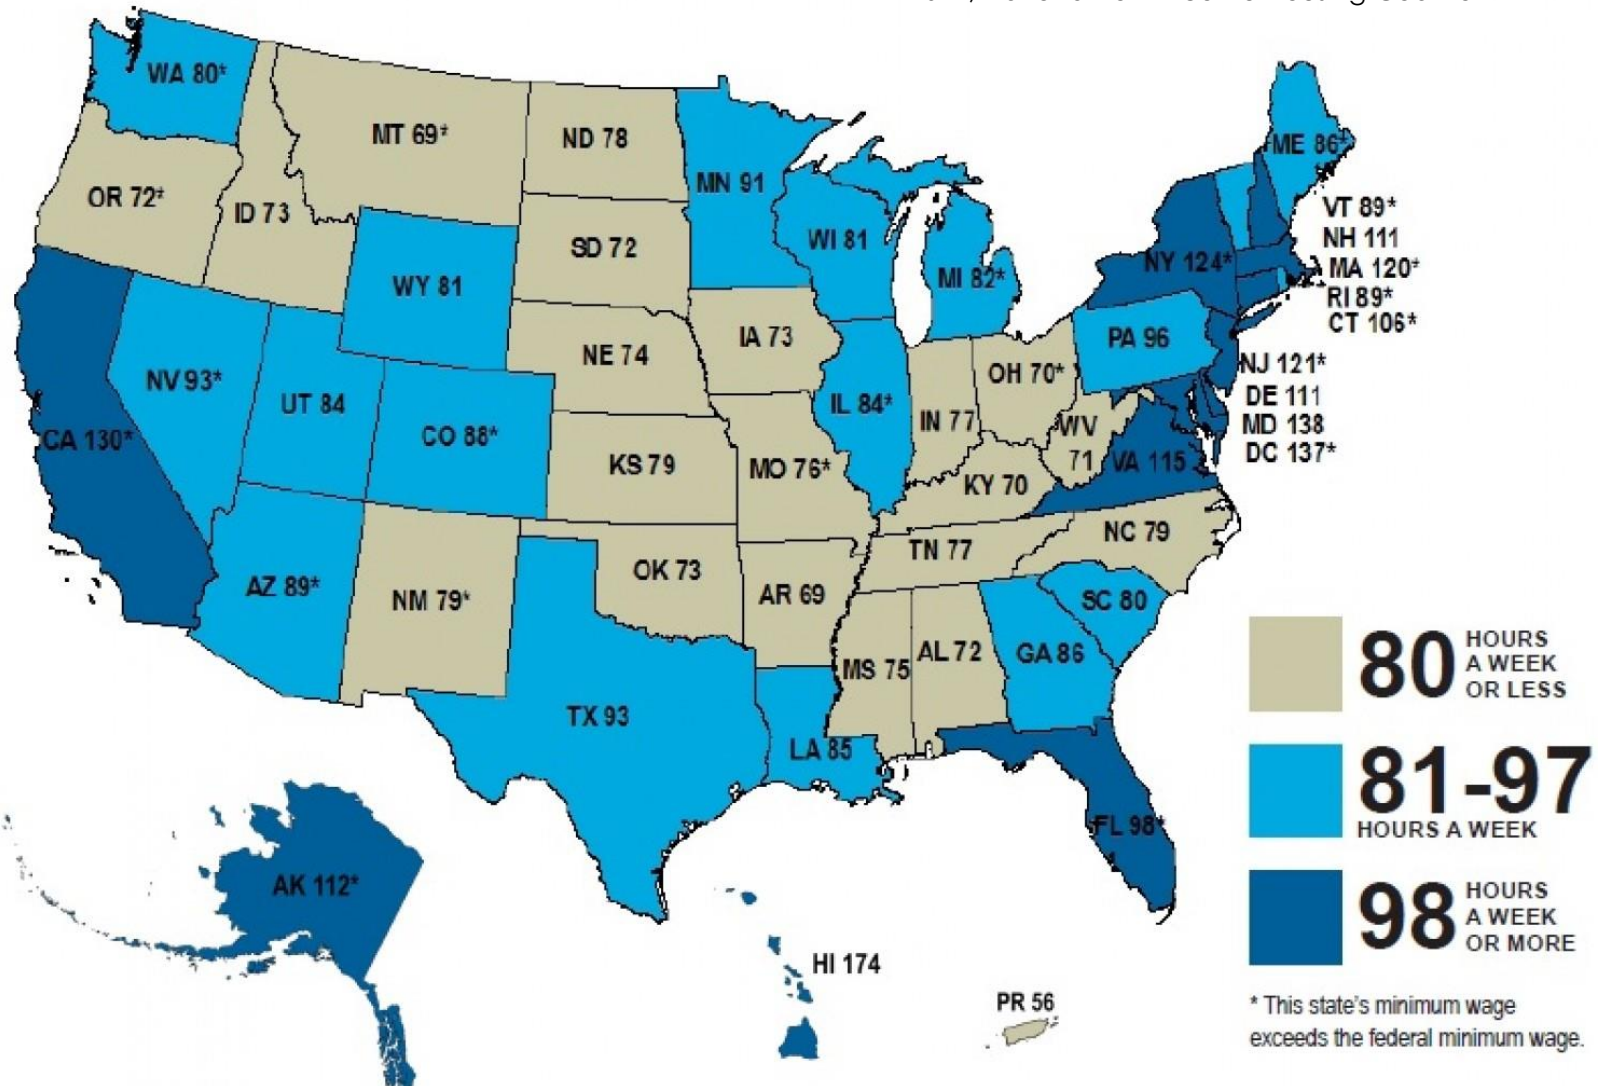 WA 80*
MT 69*
ND 78
MN 91
ME 86*
OR 72*
ID 73
SD 72
WI 81
MI 82*
NY 124*
VT 89*
NH 111
MA 120*
RI 89*
CT 106*
WY 81
NE 74
IA 73
PA 96
NV 93*
UT 84
CO 88*
IL 84*
IN 77
OH 70*
WV
71
NJ 121*
DE 111
MD 138
DC 137*
CA 130*
KS 79
MO 76*
KY 70
VA 115
NC 79
TN 77
AZ 89*
NM 79*
OK 73
AR 69
SC 80
MS 75
AL 72
GA 86
TX 93
LA 85
FL 98*
AK 112*
HI 174
PR 56
80 HOURS
A WEEK
OR LESS
81-97
HOURS A WEEK
98 HOURS
A WEEK
OR MORE
* This state's minimum wage
exceeds the federal minimum wage.